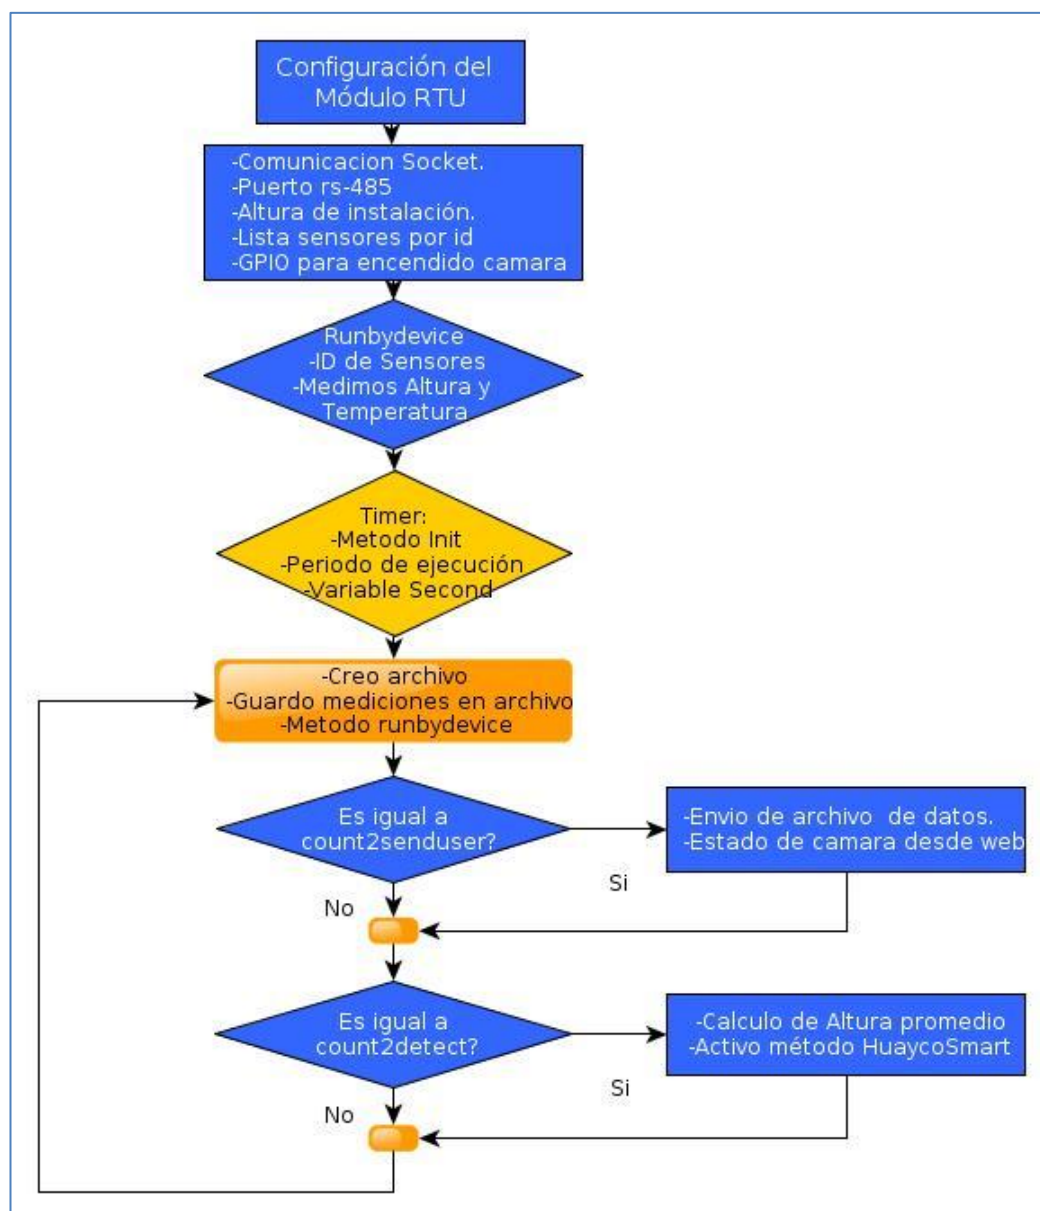 Configuración del
Módulo RTU
-Comunicacion Socket.
-Puerto rs-485
-Altura de instalación.
-Lista sensores por id
-GPIO para encendido camara
Runbydevice
-ID de Sensores
-Medimos Altura y
Temperatura
Timer:
-Metodo Init
-Periodo de ejecución
-Variable Second
-Creo archivo
-Guardo mediciones en archivo
-Metodo runbydevice
Es igual a
count2senduser?
-Envio de archivo de datos.
-Estado de camara desde web
Si
No
Es igual a
count2detect?
-Calculo de Altura promedio
-Activo método HuaycoSmart
Si
No